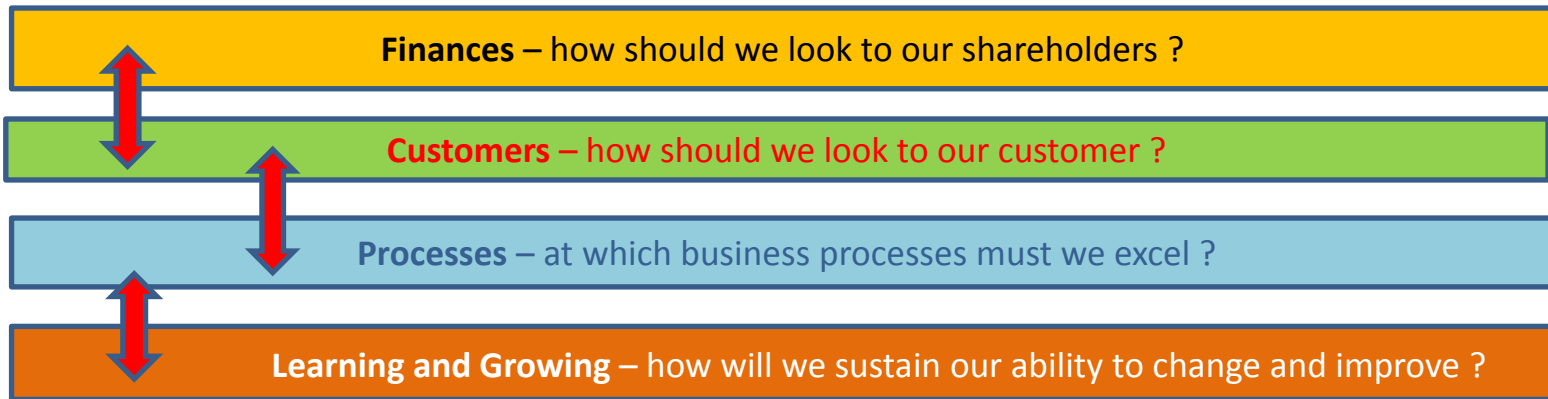 Finances – how should we look to our shareholders ?
Customers – how should we look to our customer ?
Processes – at which business processes must we excel ?
Learning and Growing – how will we sustain our ability to change and improve ?